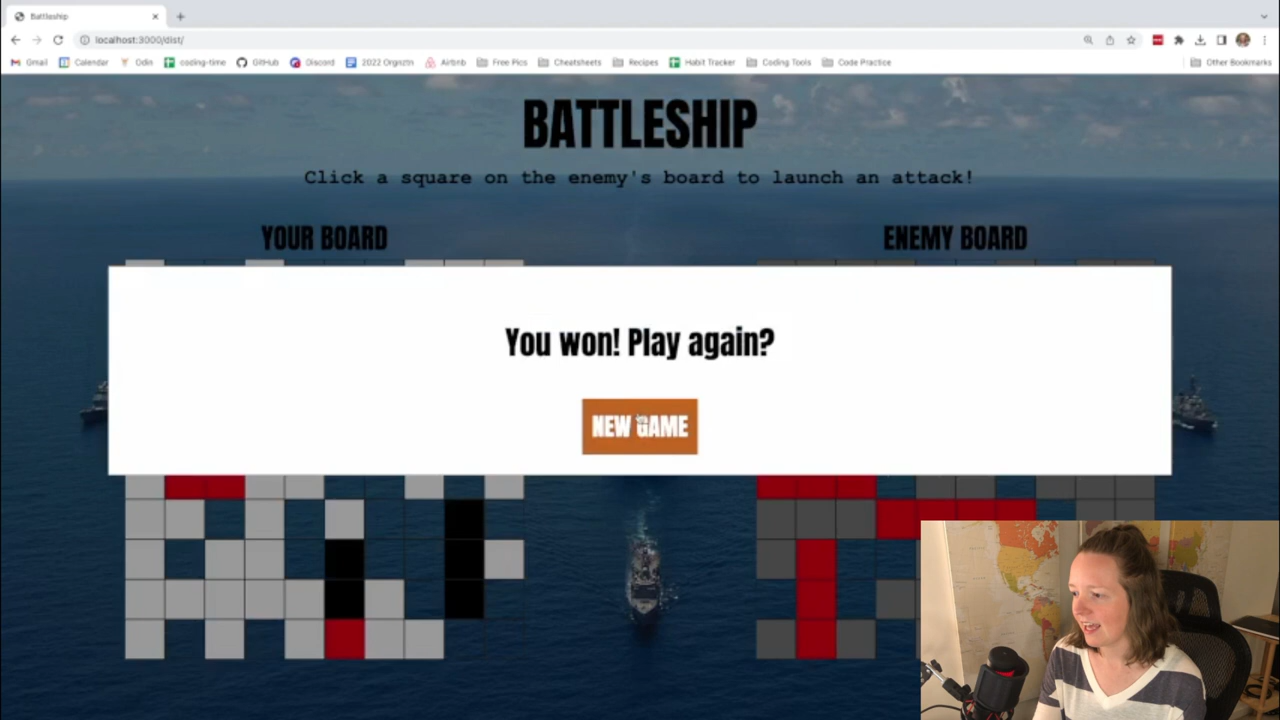 Battleship
localhost:3000/dist/
Gmail Calendar Odin coding-time GitHub Discord 2022 Orgnztn Airbnb Free Pics Cheatsheets Recipes Habit Tracker Coding Tools Code Practice Other Bookmarks
BATTLESHIP
Click a square on the enemy's board to launch an attack!
YOUR BOARD ENEMY BOARD
You won! Play again?
NEW GAME